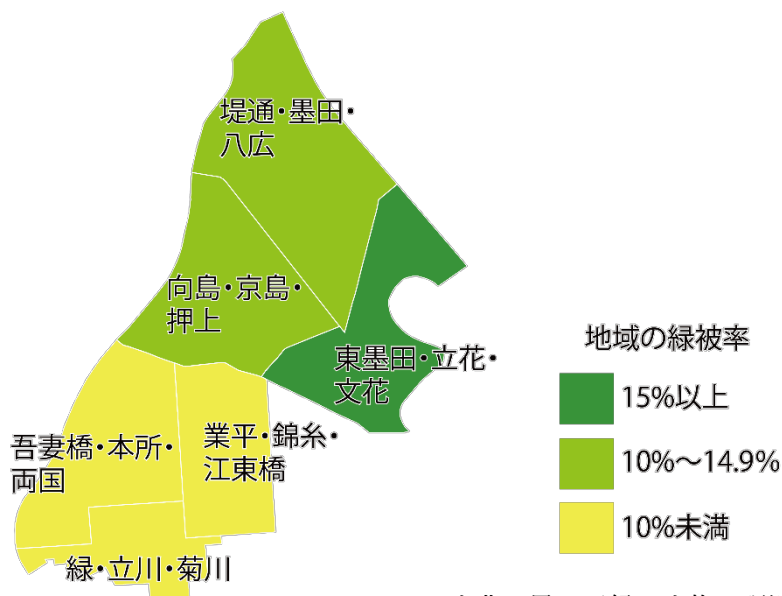 堤通・墨田・
八広
向島・京島・
押上
東墨田・立花・
文花
吾妻橋・本所・
両国
業平・錦糸・
江東橋
緑・立川・菊川
地域の緑被率
15%以上
10%~14.9%
10%未満